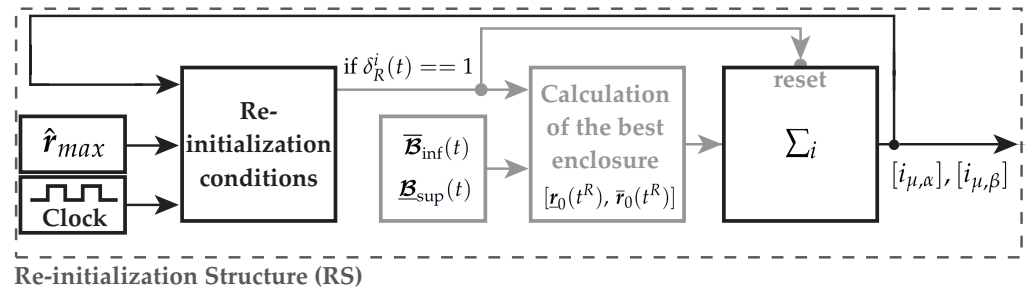 if δ_R^i(t) == 1
reset
Re-
initialization
conditions
r̂_max
Clock
B̅_inf(t)
B̲_sup(t)
Calculation
of the best
enclosure
[r̲_0(t^R), r̅_0(t^R)]
∑_i
[i_μ,α], [i_μ,β]
Re-initialization Structure (RS)